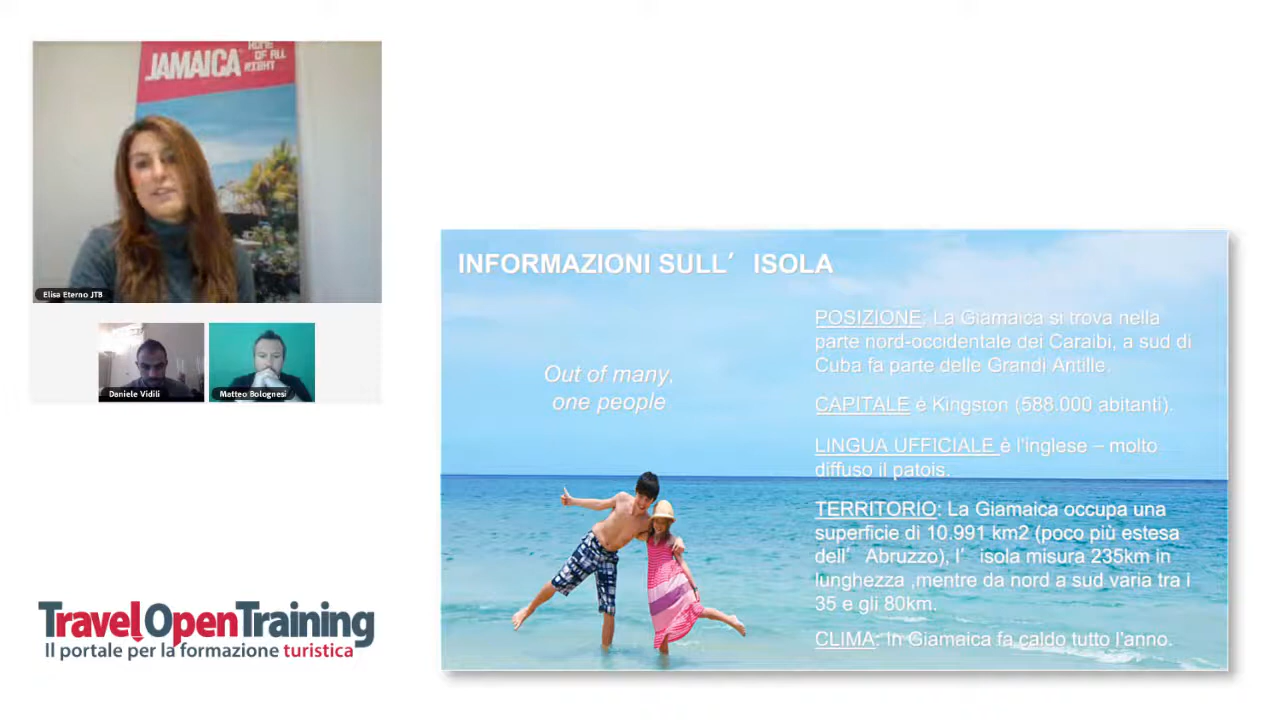 JAMAICA
HOME
OF ALL
RIGHT
Elisa Eterno JTB
Daniele Vidili
Matteo Bolognesi
TravelOpenTraining
Il portale per la formazione turistica
INFORMAZIONI SULL’ ISOLA
Out of many,
one people
POSIZIONE: La Giamaica si trova nella
parte nord-occidentale dei Caraibi, a sud di
Cuba fa parte delle Grandi Antille.
CAPITALE è Kingston (588.000 abitanti).
LINGUA UFFICIALE è l’inglese – molto
diffuso il patois.
TERRITORIO: La Giamaica occupa una
superficie di 10.991 km2 (poco più estesa
dell’ Abruzzo), l’ isola misura 235km in
lunghezza ,mentre da nord a sud varia tra I
35 e gli 80km.
CLIMA: In Giamaica fa caldo tutto l’anno.